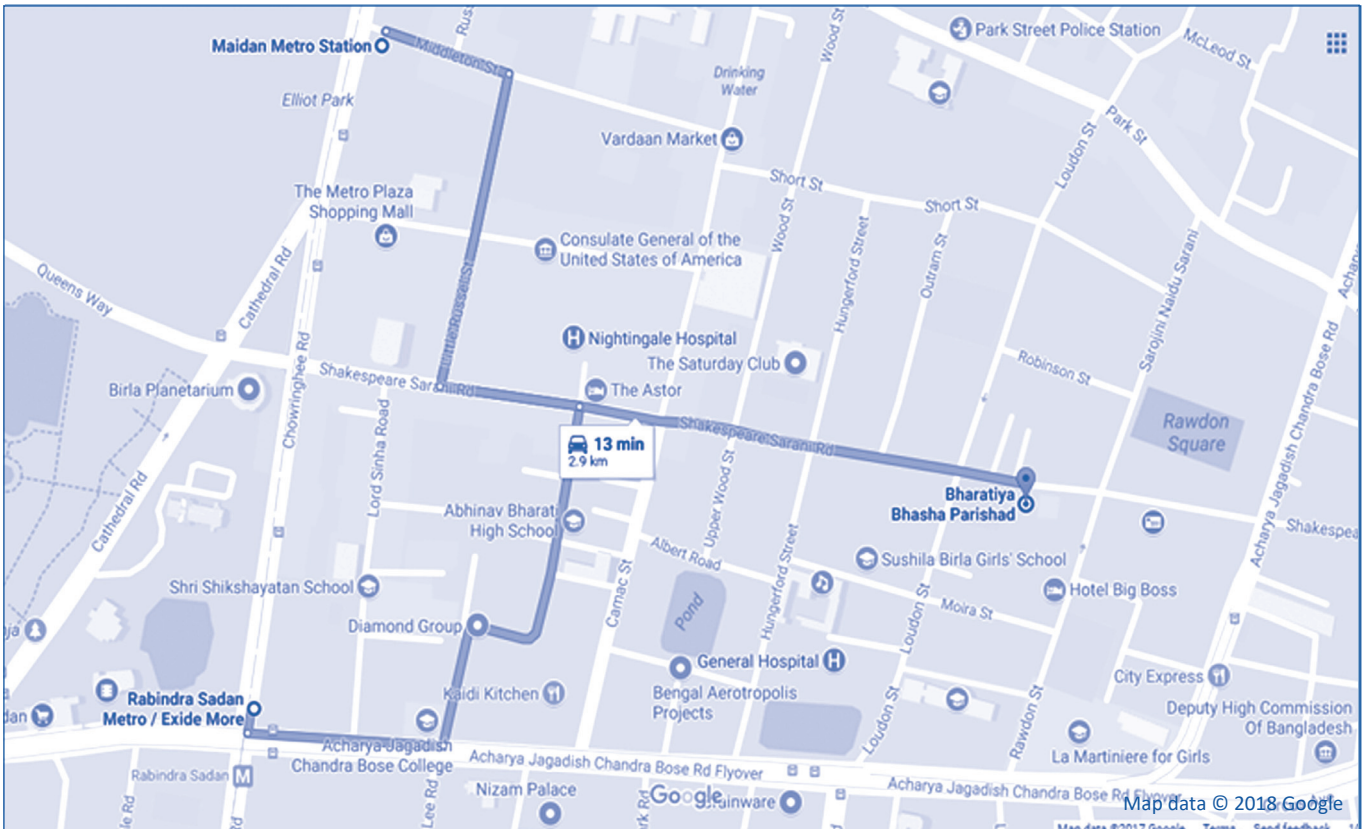 Maidan Metro Station
Middleton St
Elliot Park
Drinking
Water
Wood St
Park Street Police Station
McLeod St
Park St
Vardaan Market
Loudon St
Short St
Short St
The Metro Plaza
Shopping Mall
Consulate General of the
United States of America
Wood St
Hungerford Street
Outram St
Sarojini Naidu Sarani
Queens Way
Cathedral Rd
Chowringhee Rd
Little Russel St
Nightingale Hospital
The Saturday Club
Robinson St
Acharya Jagadish Chandra Bose Rd
Birla Planetarium
Shakespeare Sarani Rd
The Astor
Rawdon
Square
Shakespeare Sarani Rd
13 min
2.9 km
Lord Sinha Road
Cathedral Rd
Upper Wood St
Bharatiya
Bhasha Parishad
Abhinav Bharati
High School
Albert Road
Camac St
Hungerford Street
Sushila Birla Girls' School
Shri Shikshayatan School
Pond
Moira St
Hotel Big Boss
Diamond Group
Loudon St
General Hospital
City Express
Rabindra Sadan
Metro / Exide More
Kaidi Kitchen
Bengal Aerotropolis
Projects
Deputy High Commission
Of Bangladesh
Loudon St
Rawdon St
La Martiniere for Girls
Acharya Jagadish
Chandra Bose College
Acharya Jagadish Chandra Bose Rd Flyover
Rabindra Sadan
M
Nizam Palace
Lee Rd
Google
Acharya Jagadish Chandra Bose Rd Flyover
Map data © 2018 Google